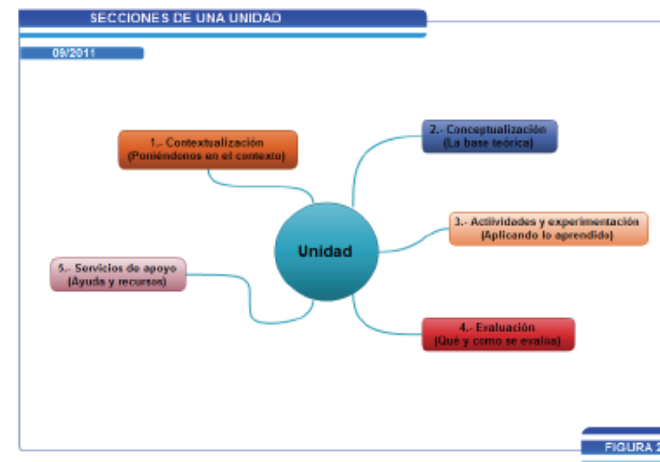 SECCIONES DE UNA UNIDAD
09/2011
1.- Contextualización
(Poniéndonos en el contexto)
2.- Conceptualización
(La base teórica)
3.- Actiividades y experimentación
(Aplicando lo aprendido)
Unidad
5.- Servicios de apoyo
(Ayuda y recursos)
4.- Evaluación
(Qué y como se evalúa)
FIGURA 2